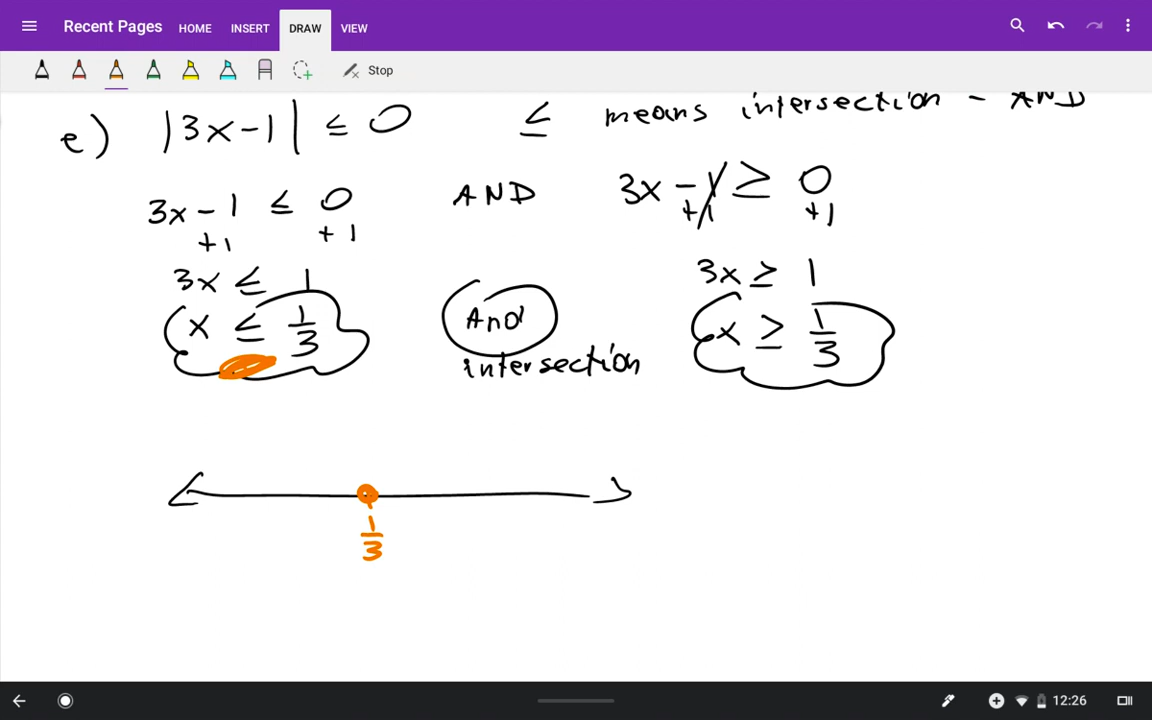 Recent Pages HOME INSERT DRAW VIEW
Stop
e) |3x-1| ≤ 0 ≤ means intersection - AND
3x-1 ≤ 0 AND 3x-1 ≥ 0
+1 +1 +1 +1
3x ≤ 1 3x ≥ 1
x ≤ 1/3 And x ≥ 1/3
intersection
1/3
12:26